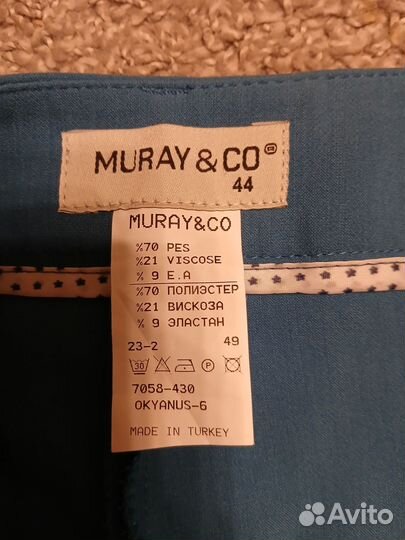 MURAY & CO®
44
MURAY&CO
%70 PES
%21 VISCOSE
% 9 E.A
%70 ПОЛИЭСТЕР
%21 ВИСКОЗА
% 9 ЭЛАСТАН
23-2 49
30 P
7058-430
OKYANUS-6
MADE IN TURKEY
Avito